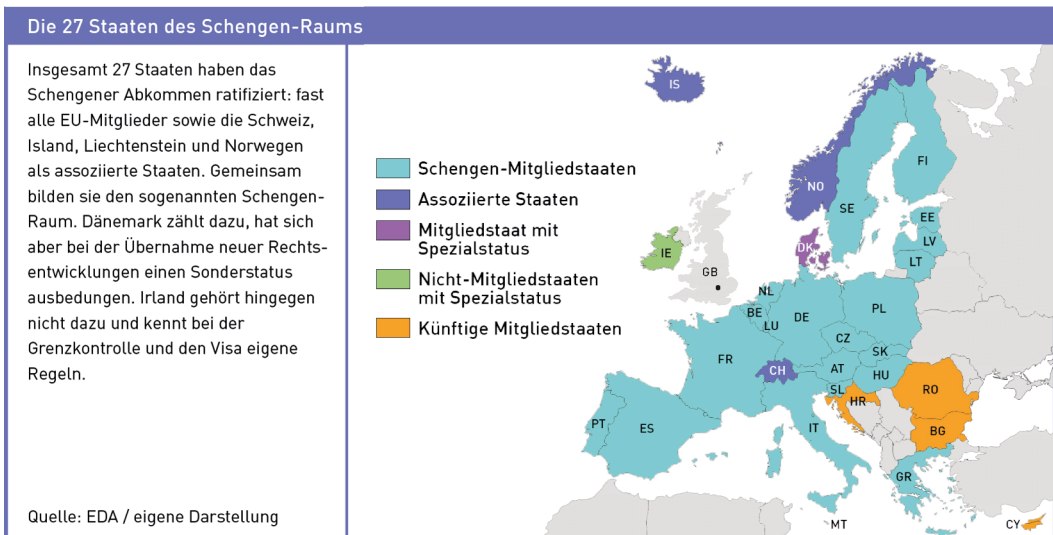 Die 27 Staaten des Schengen-Raums
Insgesamt 27 Staaten haben das
Schengener Abkommen ratifiziert: fast
alle EU-Mitglieder sowie die Schweiz,
Island, Liechtenstein und Norwegen
als assoziierte Staaten. Gemeinsam
bilden sie den sogenannten Schengen-
Raum. Dänemark zählt dazu, hat sich
aber bei der Übernahme neuer Rechts-
entwicklungen einen Sonderstatus
ausbedungen. Irland gehört hingegen
nicht dazu und kennt bei der
Grenzkontrolle und den Visa eigene
Regeln.
Quelle: EDA / eigene Darstellung
Schengen-Mitgliedstaaten
Assoziierte Staaten
Mitgliedstaat mit
Spezialstatus
Nicht-Mitgliedstaaten
mit Spezialstatus
Künftige Mitgliedstaaten
IS
FI
NO
SE
EE
LV
LT
DK
IE
GB
NL
BE
LU
DE
PL
CZ
SK
FR
CH
AT
HU
SL
HR
RO
BG
PT
ES
IT
GR
MT
CY